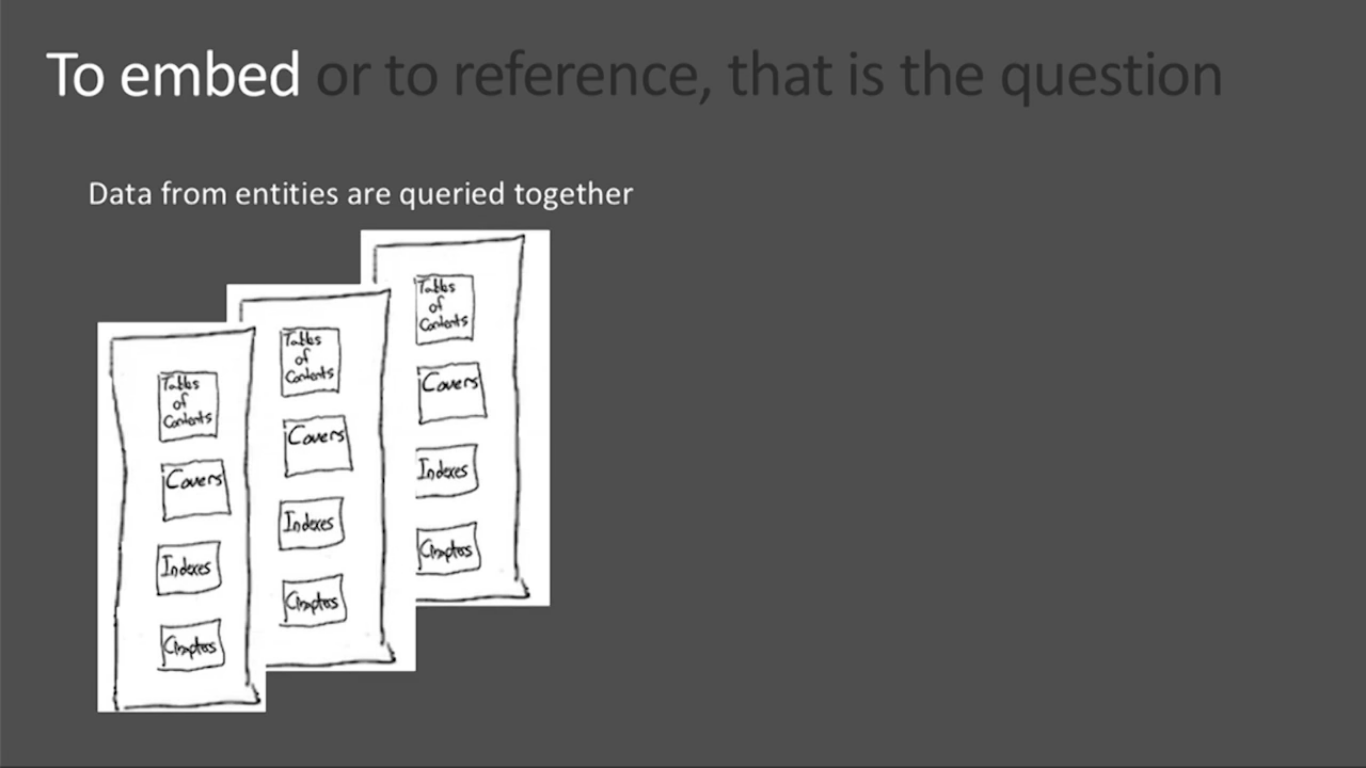 To embed or to reference, that is the question
Data from entities are queried together
Tables
of
Contents
Covers
Indexes
Chapters
Tables
of
Contents
Covers
Indexes
Chapters
Tables
of
Contents
Covers
Indexes
Chapters